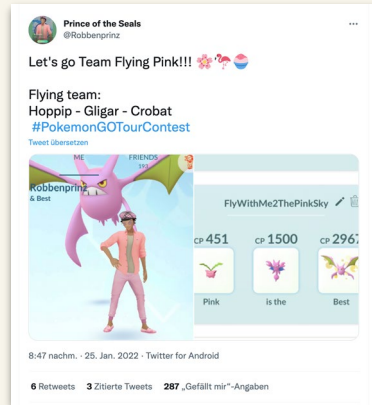 Prince of the Seals
@Robbenprinz
Let's go Team Flying Pink!!! 🌸🦩🧁
Flying team:
Hoppip - Gligar - Crobat
#PokemonGOTourContest
Tweet übersetzen
ME
FRIENDS
193
Robbenprinz
& Best
FlyWithMe2ThePinkSky
CP 451
CP 1500
CP 2967
Pink
is the
Best
8:47 nachm. · 25. Jan. 2022 · Twitter for Android
6 Retweets 3 Zitierte Tweets 287 „Gefällt mir“-Angaben